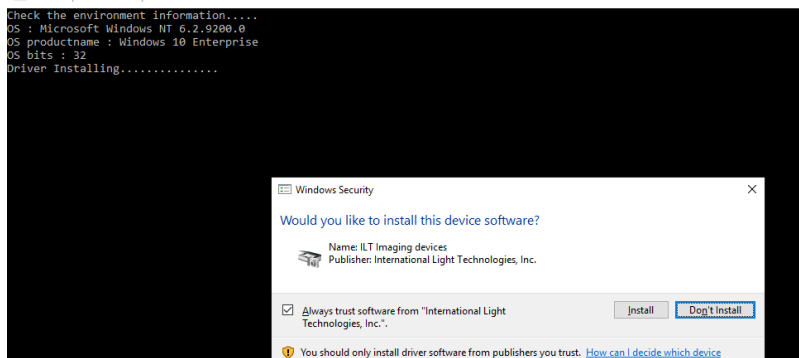 Check the environment information.....
OS : Microsoft Windows NT 6.2.9200.0
OS productname : Windows 10 Enterprise
OS bits : 32
Driver Installing...............
Windows Security
Would you like to install this device software?
Name: ILT Imaging devices
Publisher: International Light Technologies, Inc.
Always trust software from "International Light
Technologies, Inc.".
Install
Don't Install
You should only install driver software from publishers you trust. How can I decide which device